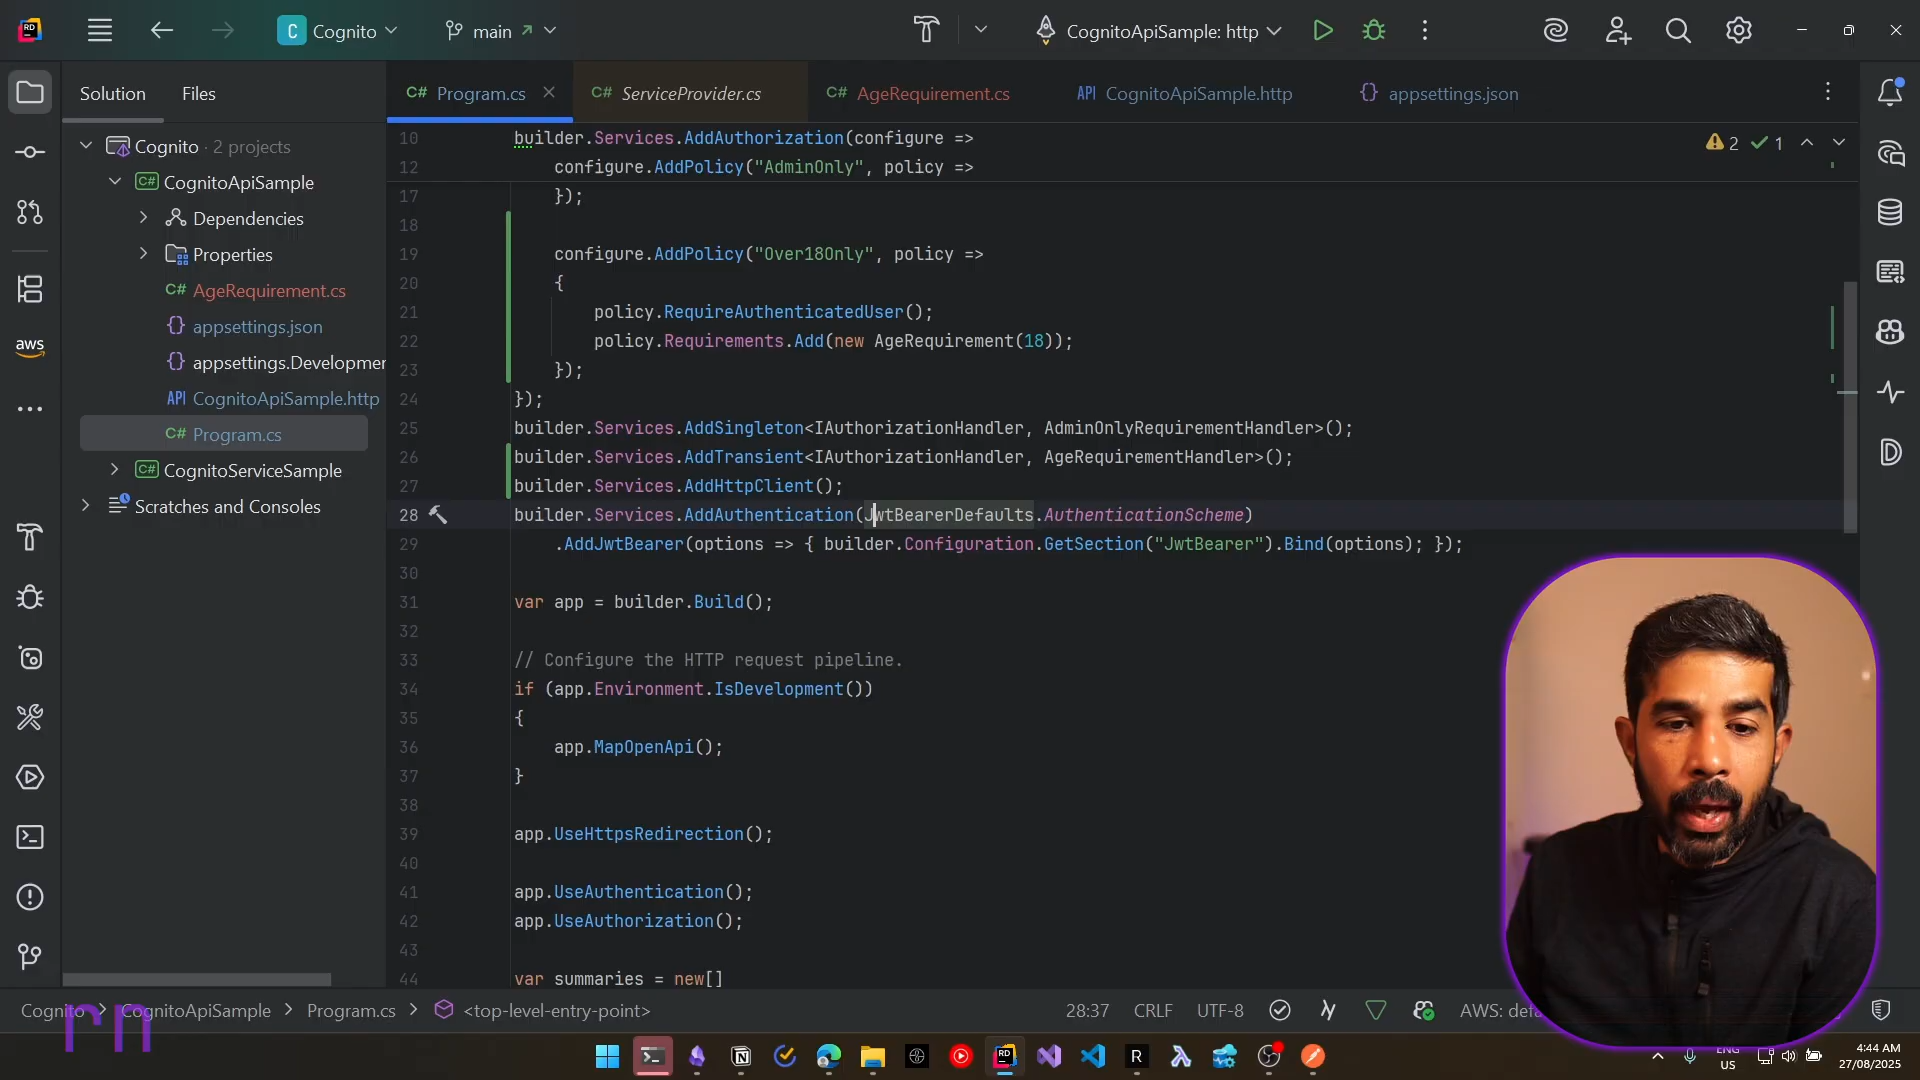 Cognito
main
CognitoApiSample: http
Solution
Files
Program.cs
ServiceProvider.cs
AgeRequirement.cs
CognitoApiSample.http
appsettings.json
Cognito · 2 projects
CognitoApiSample
Dependencies
Properties
C# AgeRequirement.cs
{} appsettings.json
{} appsettings.Developmen
API CognitoApiSample.http
C# Program.cs
CognitoServiceSample
Scratches and Consoles
aws
2 1
10 builder.Services.AddAuthorization(configure =>
12 configure.AddPolicy("AdminOnly", policy =>
17 });
18
19 configure.AddPolicy("Over18Only", policy =>
20 {
21 policy.RequireAuthenticatedUser();
22 policy.Requirements.Add(new AgeRequirement(18));
23 });
24 });
25 builder.Services.AddSingleton<IAuthorizationHandler, AdminOnlyRequirementHandler>();
26 builder.Services.AddTransient<IAuthorizationHandler, AgeRequirementHandler>();
27 builder.Services.AddHttpClient();
28 builder.Services.AddAuthentication(JwtBearerDefaults.AuthenticationScheme)
29 .AddJwtBearer(options => { builder.Configuration.GetSection("JwtBearer").Bind(options); });
30
31 var app = builder.Build();
32
33 // Configure the HTTP request pipeline.
34 if (app.Environment.IsDevelopment())
35 {
36 app.MapOpenApi();
37 }
38
39 app.UseHttpsRedirection();
40
41 app.UseAuthentication();
42 app.UseAuthorization();
43
44 var summaries = new[]
Cognito > CognitoApiSample > Program.cs > <top-level-entry-point>
28:37 CRLF UTF-8 AWS: defa
rn
ENG
US
4:44 AM
27/08/2025